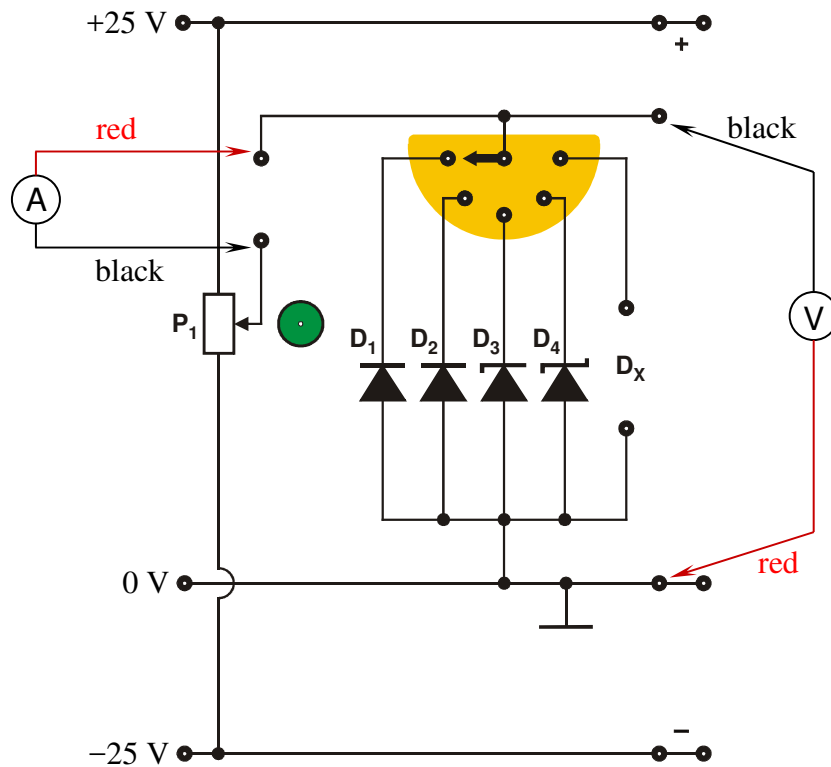 +25 V
+
red
black
A
black
P1
D1
D2
D3
D4
DX
V
red
0 V
−25 V
−